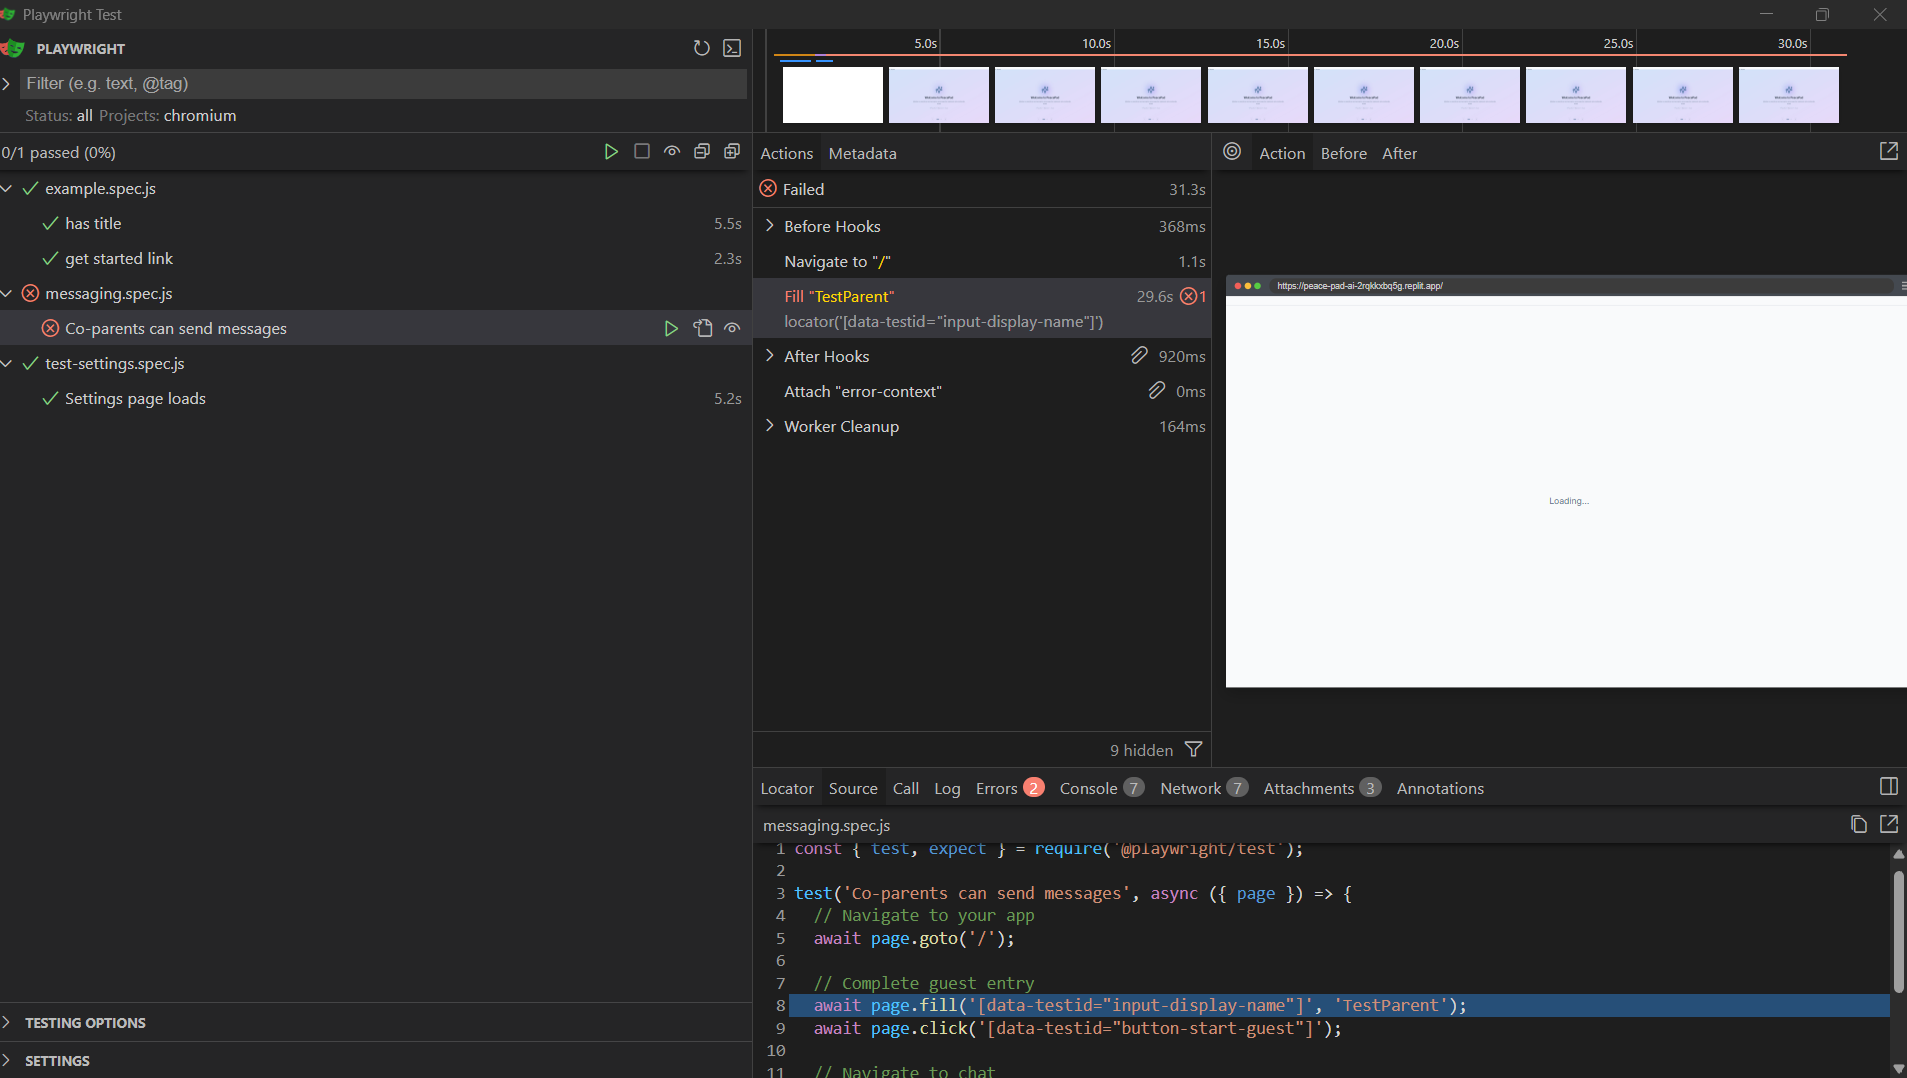 Playwright Test
PLAYWRIGHT
Filter (e.g. text, @tag)
Status: all Projects: chromium
0/1 passed (0%)
example.spec.js
has title 5.5s
get started link 2.3s
messaging.spec.js
Co-parents can send messages
test-settings.spec.js
Settings page loads 5.2s
TESTING OPTIONS
SETTINGS
5.0s 10.0s 15.0s 20.0s 25.0s 30.0s
Actions Metadata
Failed 31.3s
Before Hooks 368ms
Navigate to "/" 1.1s
Fill "TestParent" 29.6s 1
locator('[data-testid="input-display-name"]')
After Hooks 920ms
Attach "error-context" 0ms
Worker Cleanup 164ms
9 hidden
Action Before After
https://peace-pad-ai-2rqkkxbq5g.replit.app/
Loading...
Locator Source Call Log Errors 2 Console 7 Network 7 Attachments 3 Annotations
messaging.spec.js
1 const { test, expect } = require('@playwright/test');
2
3 test('Co-parents can send messages', async ({ page }) => {
4 // Navigate to your app
5 await page.goto('/');
6
7 // Complete guest entry
8 await page.fill('[data-testid="input-display-name"]', 'TestParent');
9 await page.click('[data-testid="button-start-guest"]');
10
11 // Navigate to chat